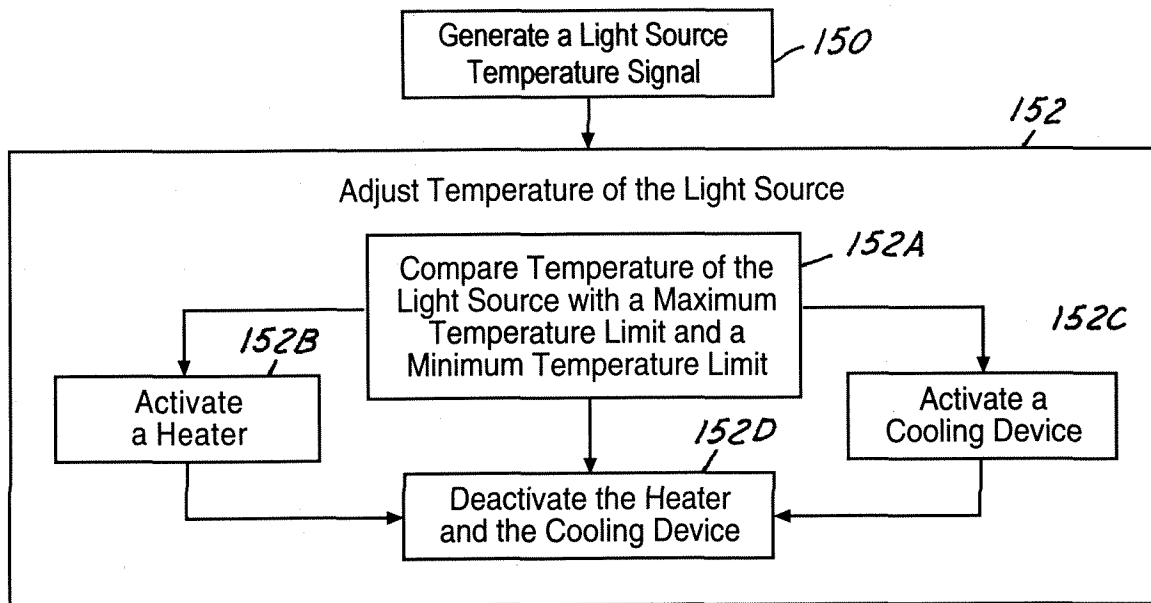 Generate a Light Source
Temperature Signal
150
152
Adjust Temperature of the Light Source
152A
Compare Temperature of the
Light Source with a Maximum
Temperature Limit and a
Minimum Temperature Limit
152B
152C
Activate
a Heater
Activate a
Cooling Device
152D
Deactivate the Heater
and the Cooling Device